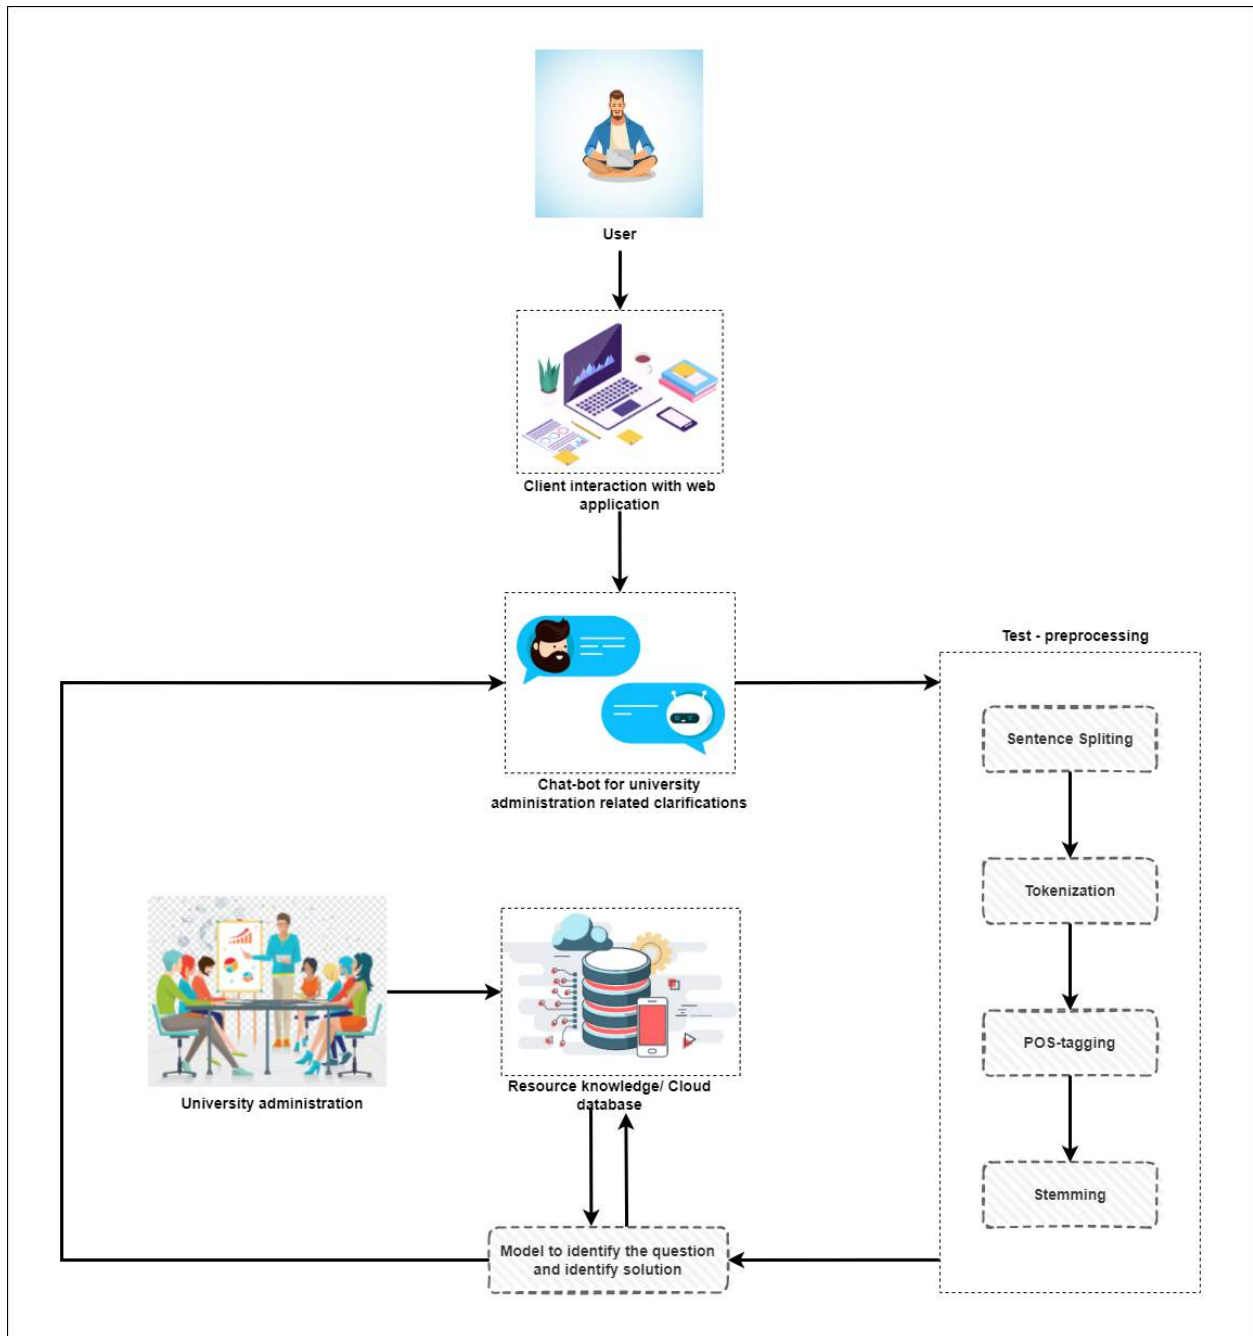 User
Client interaction with web
application
Test - preprocessing
Sentence Spliting
Chat-bot for university
administration related clarifications
Tokenization
POS-tagging
Resource knowledge/ Cloud
database
University administration
Stemming
Model to identify the question
and identify solution